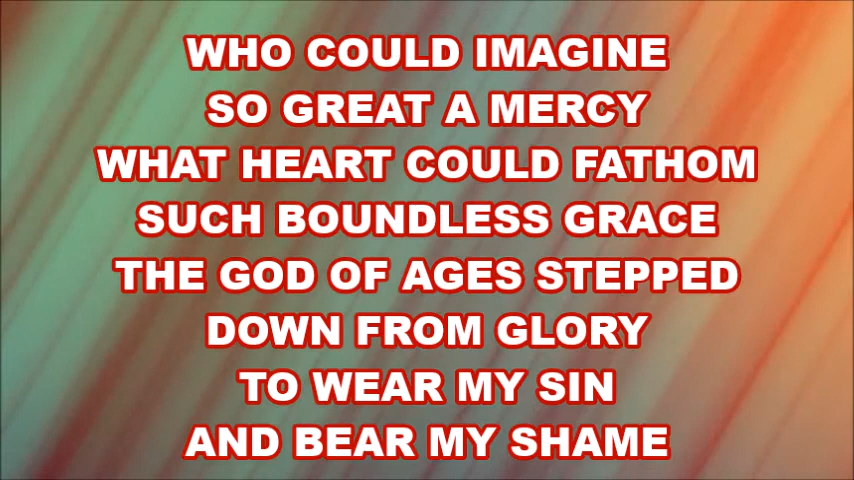 WHO COULD IMAGINE
SO GREAT A MERCY
WHAT HEART COULD FATHOM
SUCH BOUNDLESS GRACE
THE GOD OF AGES STEPPED
DOWN FROM GLORY
TO WEAR MY SIN
AND BEAR MY SHAME